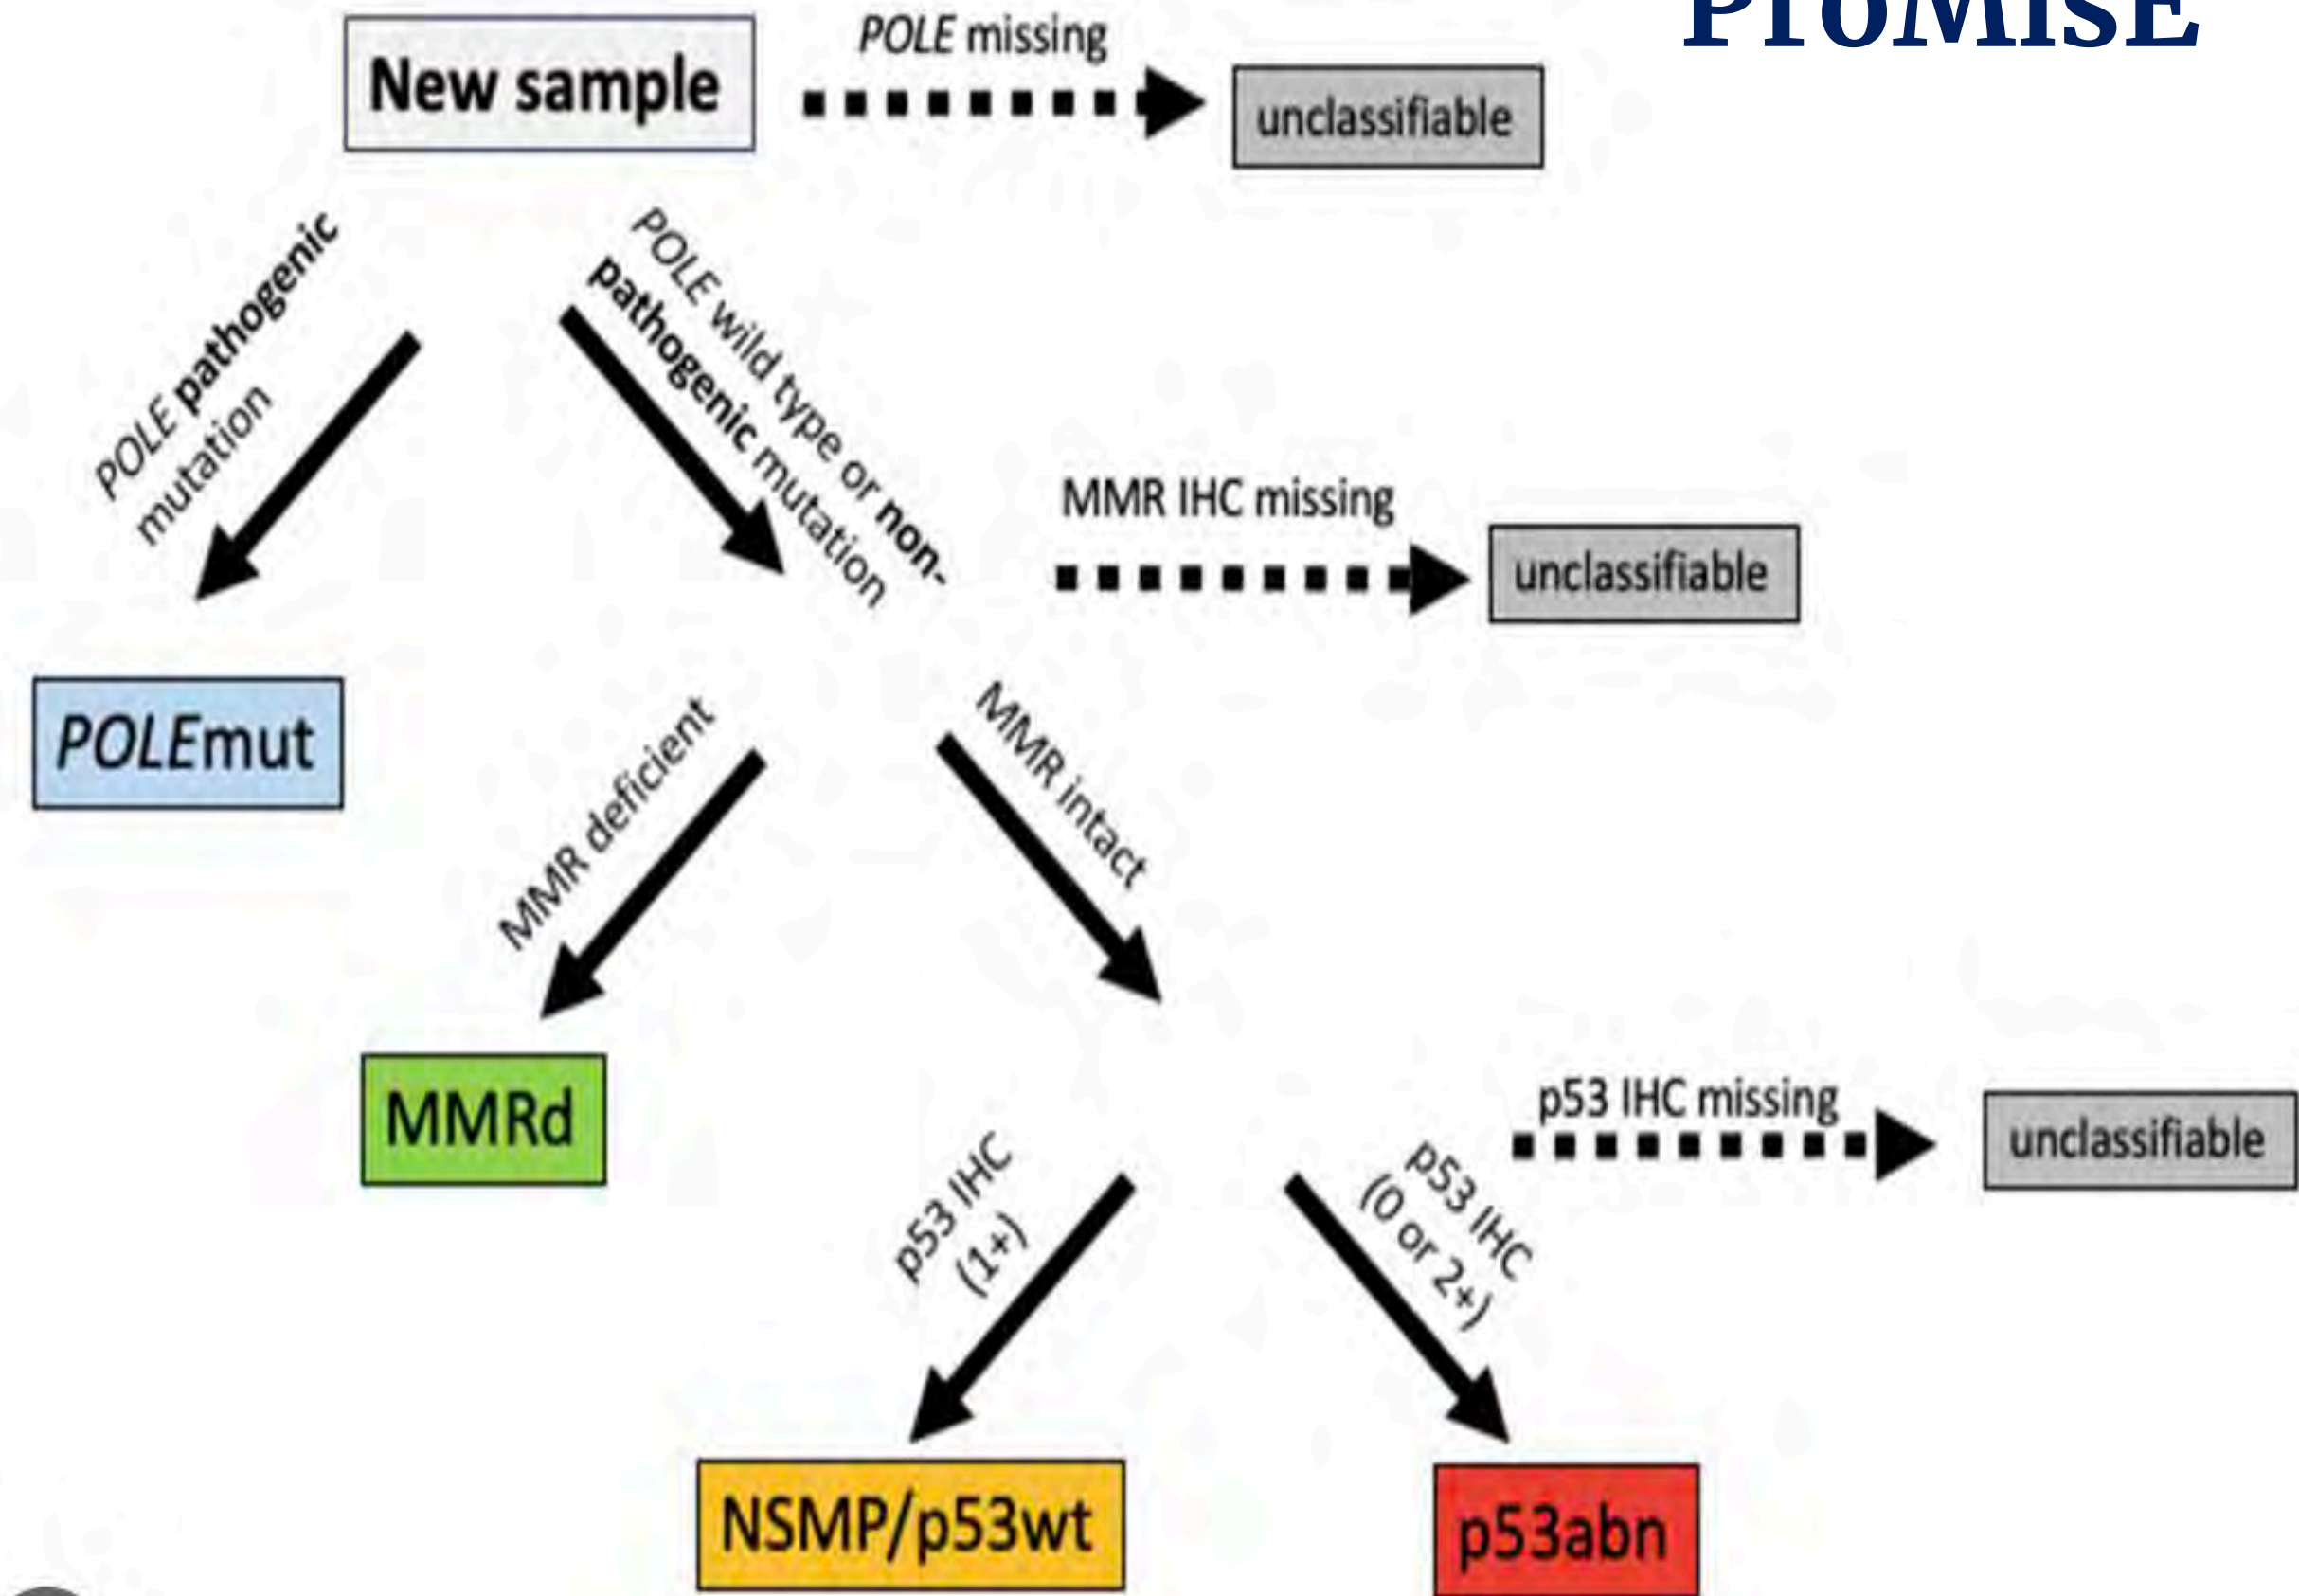 ProMisE
New sample
POLE missing
unclassifiable
POLE pathogenic
mutation
POLE wild type or non-
pathogenic mutation
MMR IHC missing
unclassifiable
POLEmut
MMR deficient
MMR intact
MMRd
p53 IHC missing
unclassifiable
p53 IHC
(1+)
p53 IHC
(0 or 2+)
NSMP/p53wt
p53abn